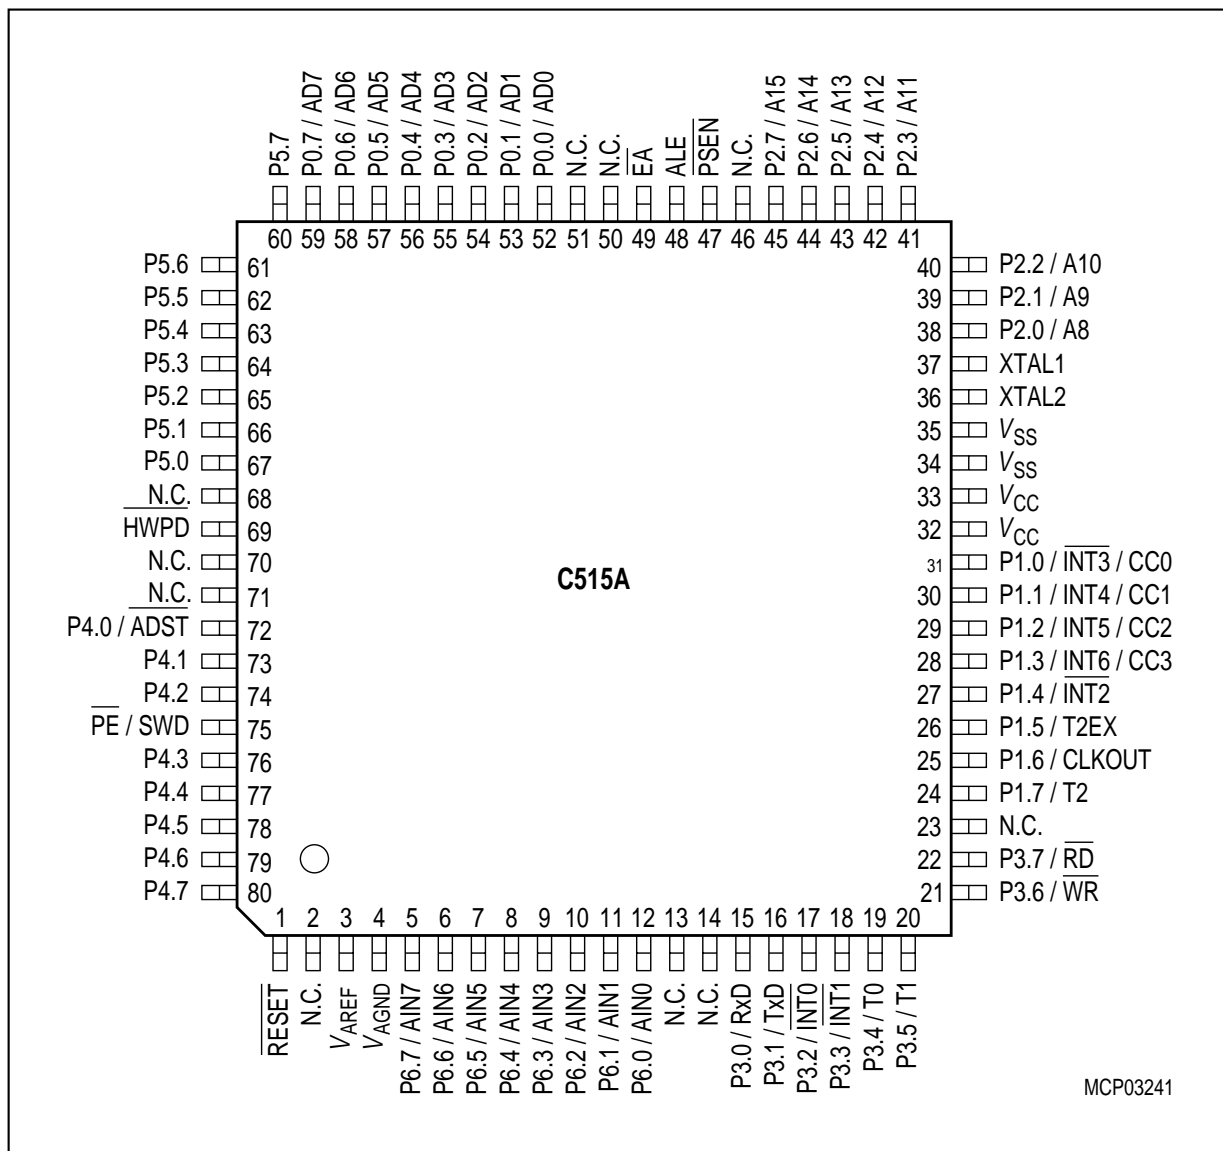 P5.7
P0.7 / AD7
P0.6 / AD6
P0.5 / AD5
P0.4 / AD4
P0.3 / AD3
P0.2 / AD2
P0.1 / AD1
P0.0 / AD0
N.C.
N.C.
EA
ALE
PSEN
N.C.
P2.7 / A15
P2.6 / A14
P2.5 / A13
P2.4 / A12
P2.3 / A11
60 59 58 57 56 55 54 53 52 51 50 49 48 47 46 45 44 43 42 41
P5.6 61
P5.5 62
P5.4 63
P5.3 64
P5.2 65
P5.1 66
P5.0 67
N.C. 68
HWPD 69
N.C. 70
N.C. 71
P4.0 / ADST 72
P4.1 73
P4.2 74
PE / SWD 75
P4.3 76
P4.4 77
P4.5 78
P4.6 79
P4.7 80
C515A
40 P2.2 / A10
39 P2.1 / A9
38 P2.0 / A8
37 XTAL1
36 XTAL2
35 VSS
34 VSS
33 VCC
32 VCC
31 P1.0 / INT3 / CC0
30 P1.1 / INT4 / CC1
29 P1.2 / INT5 / CC2
28 P1.3 / INT6 / CC3
27 P1.4 / INT2
26 P1.5 / T2EX
25 P1.6 / CLKOUT
24 P1.7 / T2
23 N.C.
22 P3.7 / RD
21 P3.6 / WR
1 2 3 4 5 6 7 8 9 10 11 12 13 14 15 16 17 18 19 20
RESET
N.C.
VAREF
VAGND
P6.7 / AIN7
P6.6 / AIN6
P6.5 / AIN5
P6.4 / AIN4
P6.3 / AIN3
P6.2 / AIN2
P6.1 / AIN1
P6.0 / AIN0
N.C.
N.C.
P3.0 / RxD
P3.1 / TxD
P3.2 / INT0
P3.3 / INT1
P3.4 / T0
P3.5 / T1
MCP03241